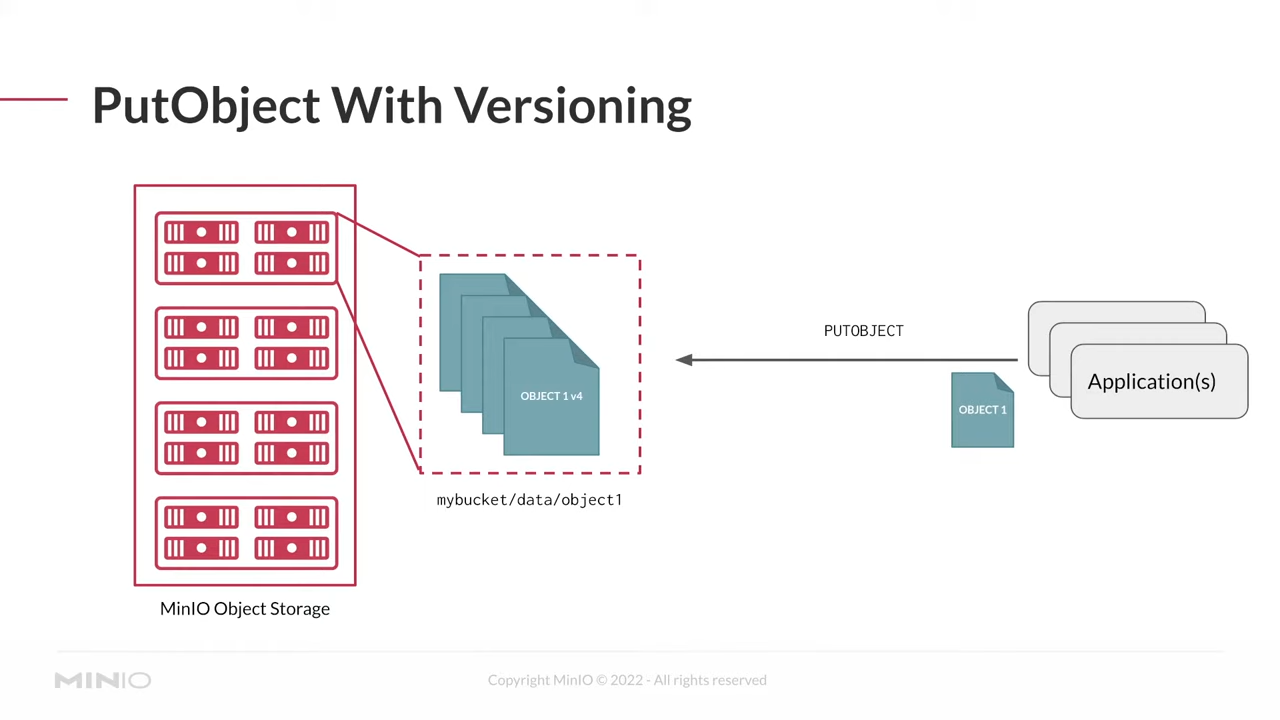 PutObject With Versioning
PUTOBJECT
Application(s)
OBJECT 1 v4
OBJECT 1
mybucket/data/object1
MinIO Object Storage
MINIO
Copyright MinIO © 2022 - All rights reserved